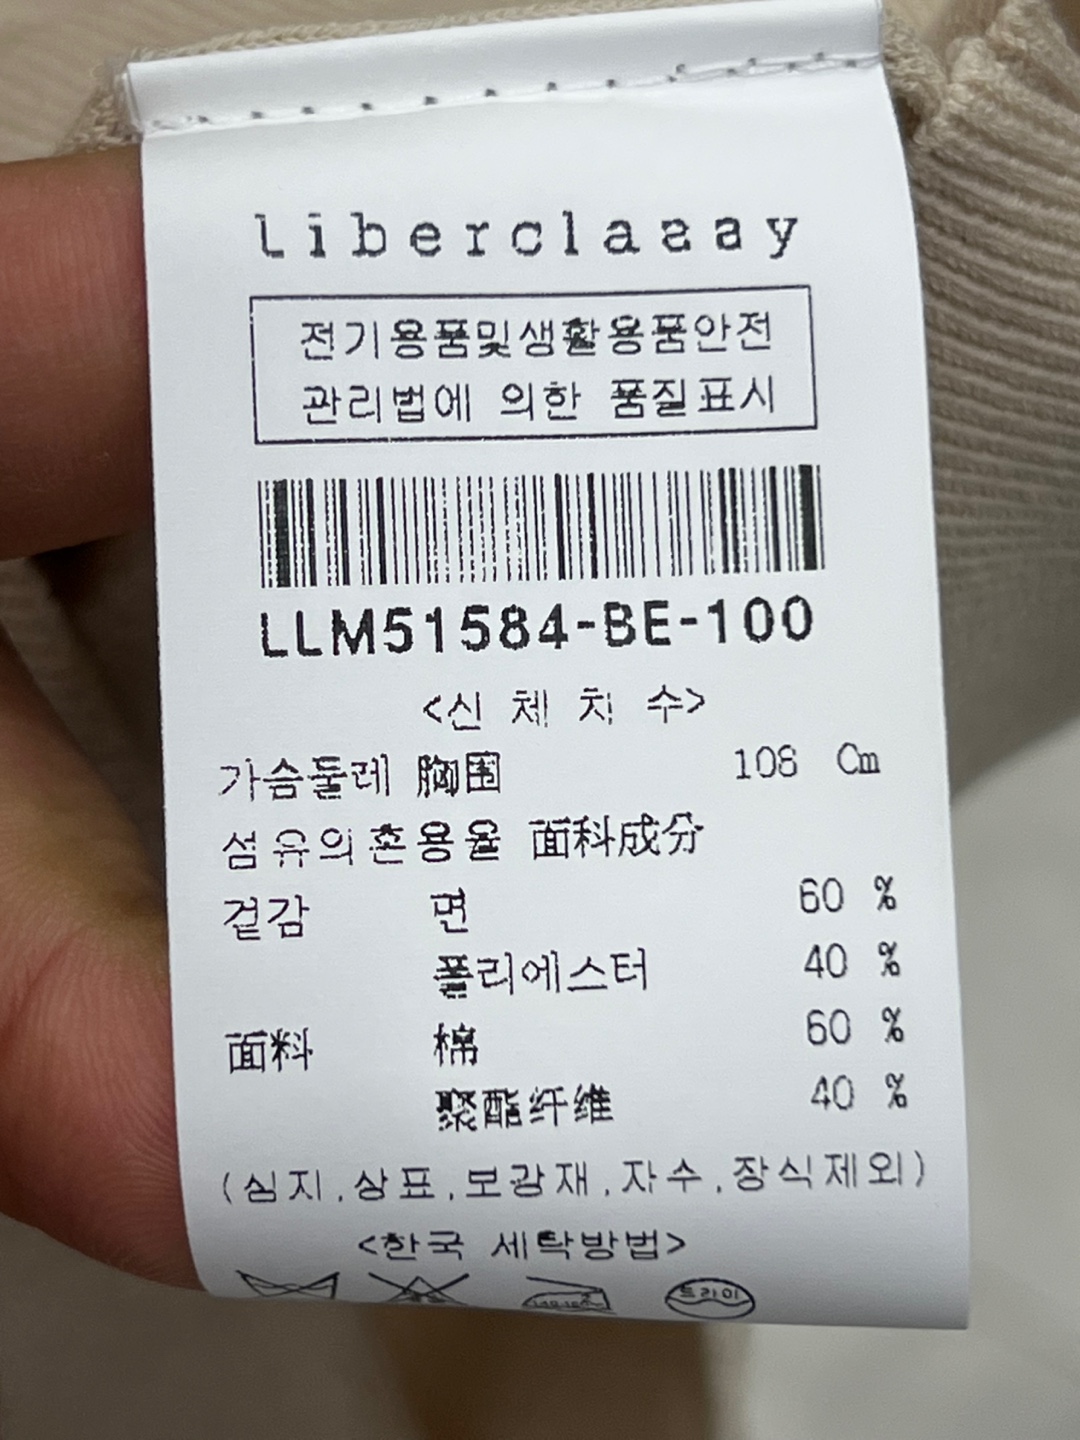 Liberclassy
전기용품및생활용품안전
관리법에 의한 품질표시
LLM51584-BE-100
<신 체 치 수>
가슴둘레 胸围 108 Cm
섬유의혼용율 面料成分
겉감 면 60 %
폴리에스터 40 %
面料 棉 60 %
聚酯纤维 40 %
(심지,상표,보강재,자수,장식제외)
<한국 세탁방법>
드라이